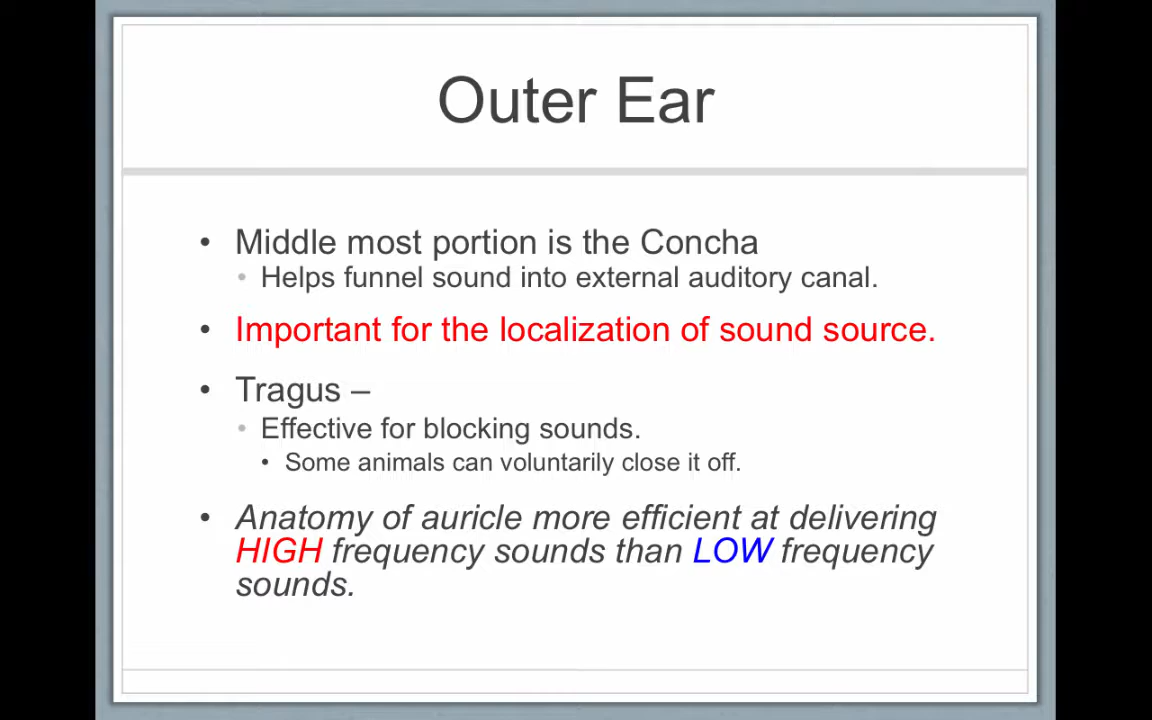 Outer Ear
• Middle most portion is the Concha
• Helps funnel sound into external auditory canal.
• Important for the localization of sound source.
• Tragus –
• Effective for blocking sounds.
• Some animals can voluntarily close it off.
• Anatomy of auricle more efficient at delivering
HIGH frequency sounds than LOW frequency
sounds.